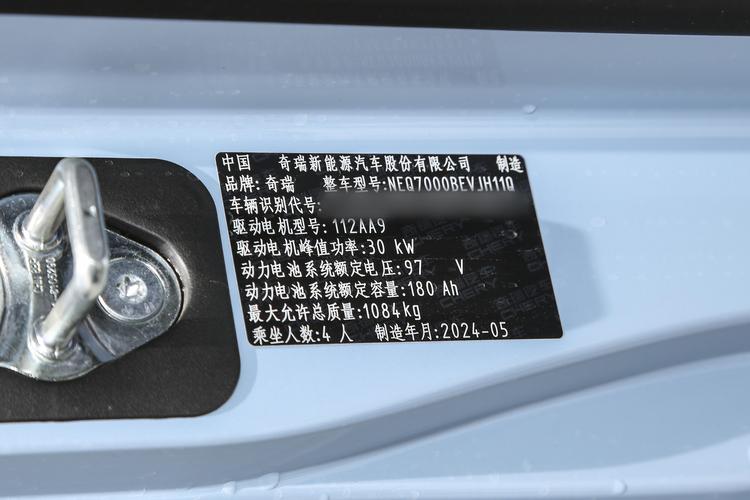 中国 奇瑞新能源汽车股份有限公司 制造
品牌:奇瑞 整车型号:NEQ7000BEVJH11Q
车辆识别代号:
驱动电机型号: 112AA9
驱动电机峰值功率:30 kW
动力电池系统额定电压:97 V
动力电池系统额定容量:180 Ah
最大允许总质量:1084kg
乘坐人数:4 人 制造年月:2024-05